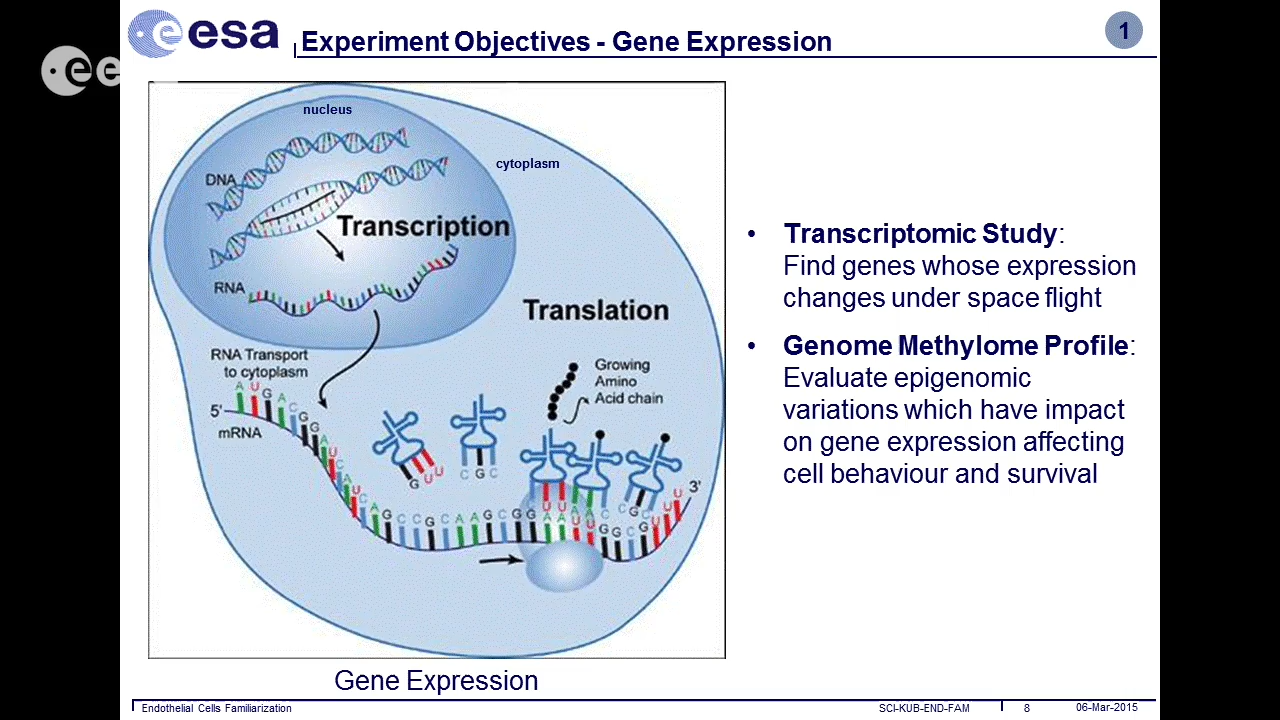 esa
Experiment Objectives - Gene Expression
1
ee
nucleus
cytoplasm
DNA
Transcription
RNA
Translation
RNA Transport
to cytoplasm
Growing
Amino
Acid chain
5'
mRNA
3'
• Transcriptomic Study:
Find genes whose expression
changes under space flight
• Genome Methylome Profile:
Evaluate epigenomic
variations which have impact
on gene expression affecting
cell behaviour and survival
A U G A C G G A U C A U C A G C C G C A A G C G G
G U U
C G C
U U A A C C G C
A A U U G G C G U U U
Gene Expression
Endothelial Cells Familiarization
SCI-KUB-END-FAM
8
06-Mar-2015